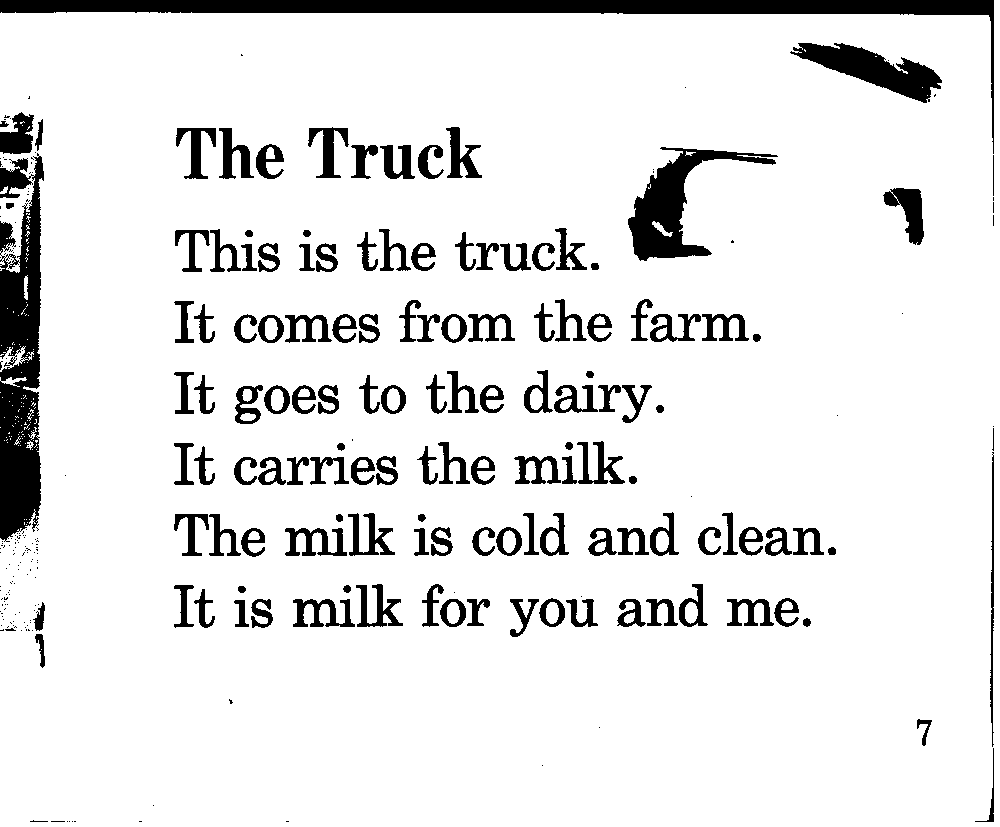 The Truck
This is the truck.
It comes from the farm.
It goes to the dairy.
It carries the milk.
The milk is cold and clean.
It is milk for you and me.
7